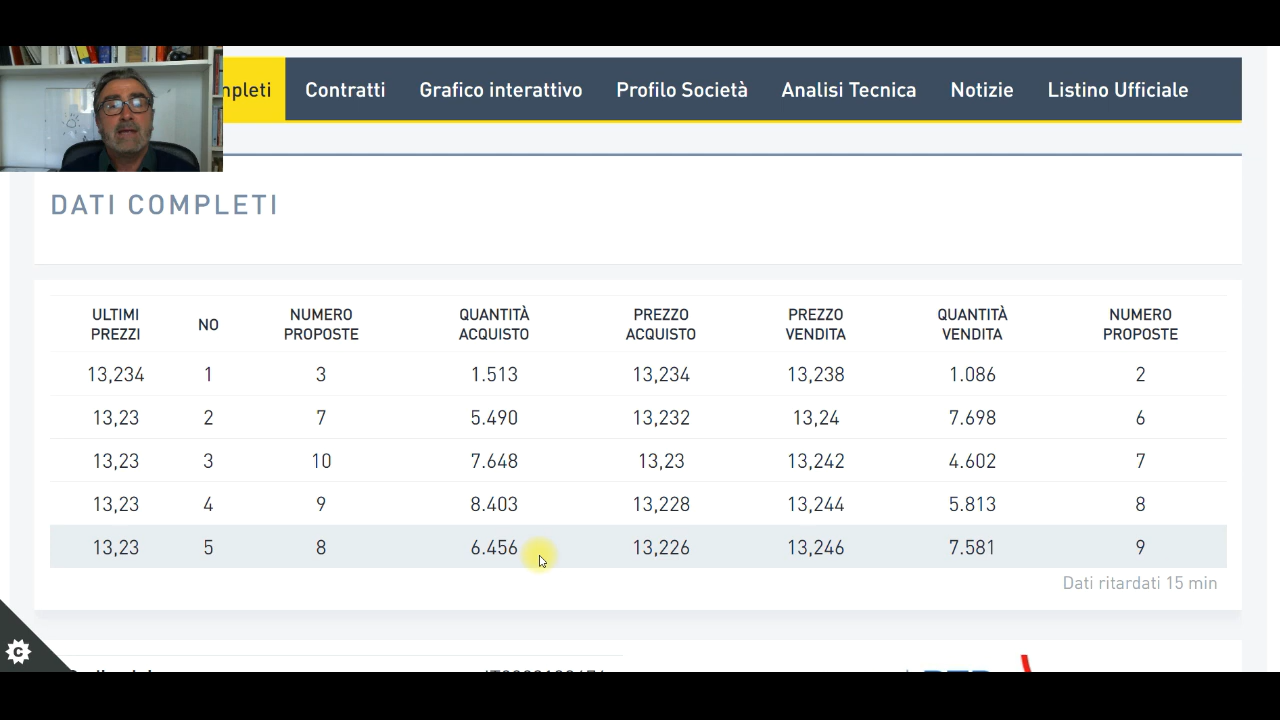 Contratti Grafico interattivo Profilo Società Analisi Tecnica Notizie Listino Ufficiale
DATI COMPLETI
ULTIMI PREZZI NO NUMERO PROPOSTE QUANTITÀ ACQUISTO PREZZO ACQUISTO PREZZO VENDITA QUANTITÀ VENDITA NUMERO PROPOSTE
13,234 1 3 1.513 13,234 13,238 1.086 2
13,23 2 7 5.490 13,232 13,24 7.698 6
13,23 3 10 7.648 13,23 13,242 4.602 7
13,23 4 9 8.403 13,228 13,244 5.813 8
13,23 5 8 6.456 13,226 13,246 7.581 9
Dati ritardati 15 min